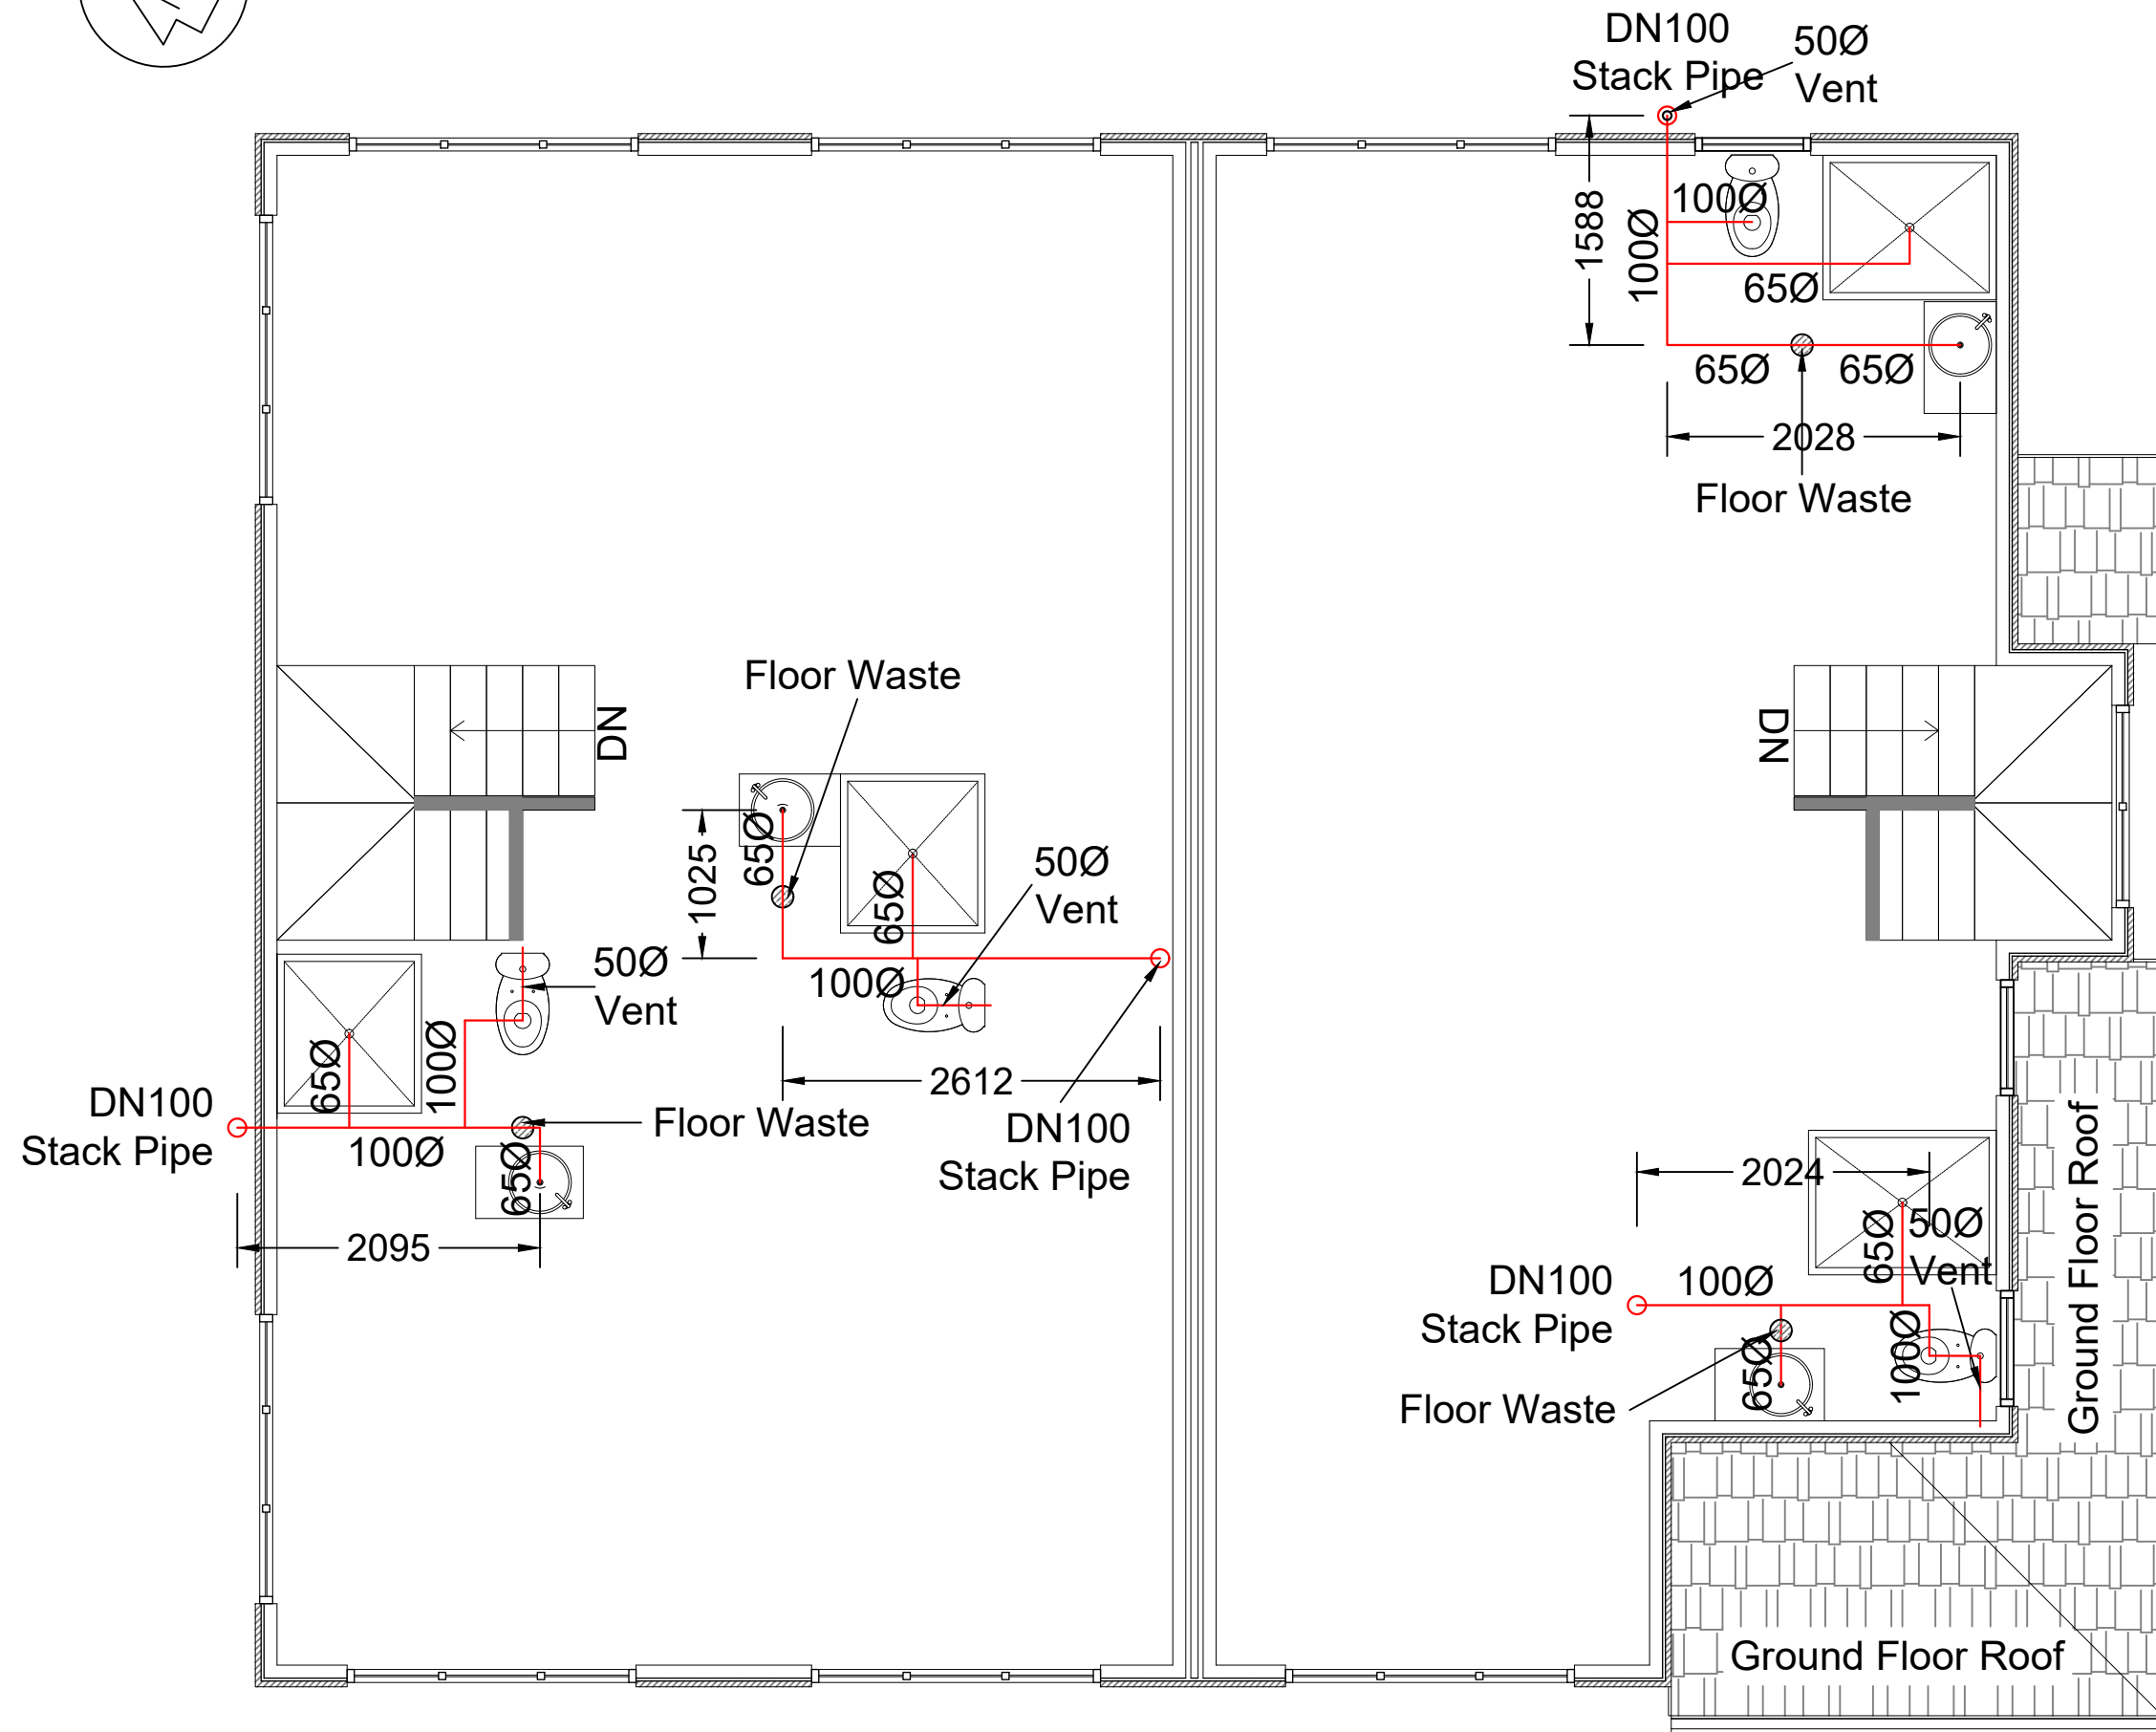 DN100
Stack Pipe
50Ø
Vent
1588
100Ø
100Ø
65Ø
65Ø
65Ø
2028
Floor Waste
DN
Floor Waste
DN
1025
65Ø
65Ø
50Ø
Vent
100Ø
2612
DN100
Stack Pipe
50Ø
Vent
65Ø
100Ø
DN100
Stack Pipe
100Ø
Floor Waste
65Ø
2095
2024
65Ø
50Ø
Vent
DN100
Stack Pipe
100Ø
65Ø
100Ø
Floor Waste
Ground Floor Roof
Ground Floor Roof